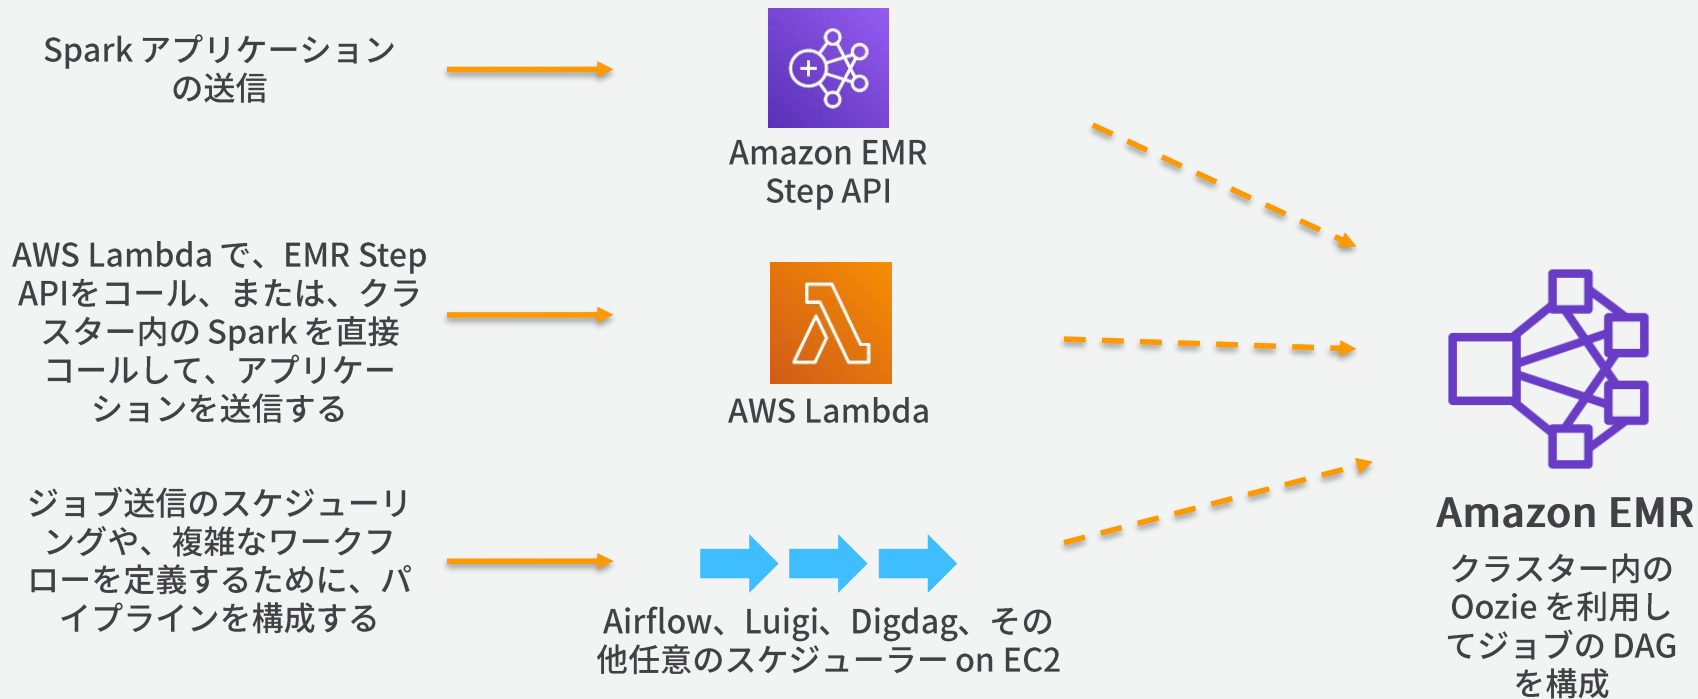 Spark アプリケーション
の送信
Amazon EMR
Step API
AWS Lambda で、EMR Step
APIをコール、または、クラ
スター内の Spark を直接
コールして、アプリケー
ションを送信する
AWS Lambda
ジョブ送信のスケジューリ
ングや、複雑なワークフ
ローを定義するために、パ
イプラインを構成する
Airflow、Luigi、Digdag、その
他任意のスケジューラー on EC2
Amazon EMR
クラスター内の
Oozie を利用し
てジョブの DAG
を構成